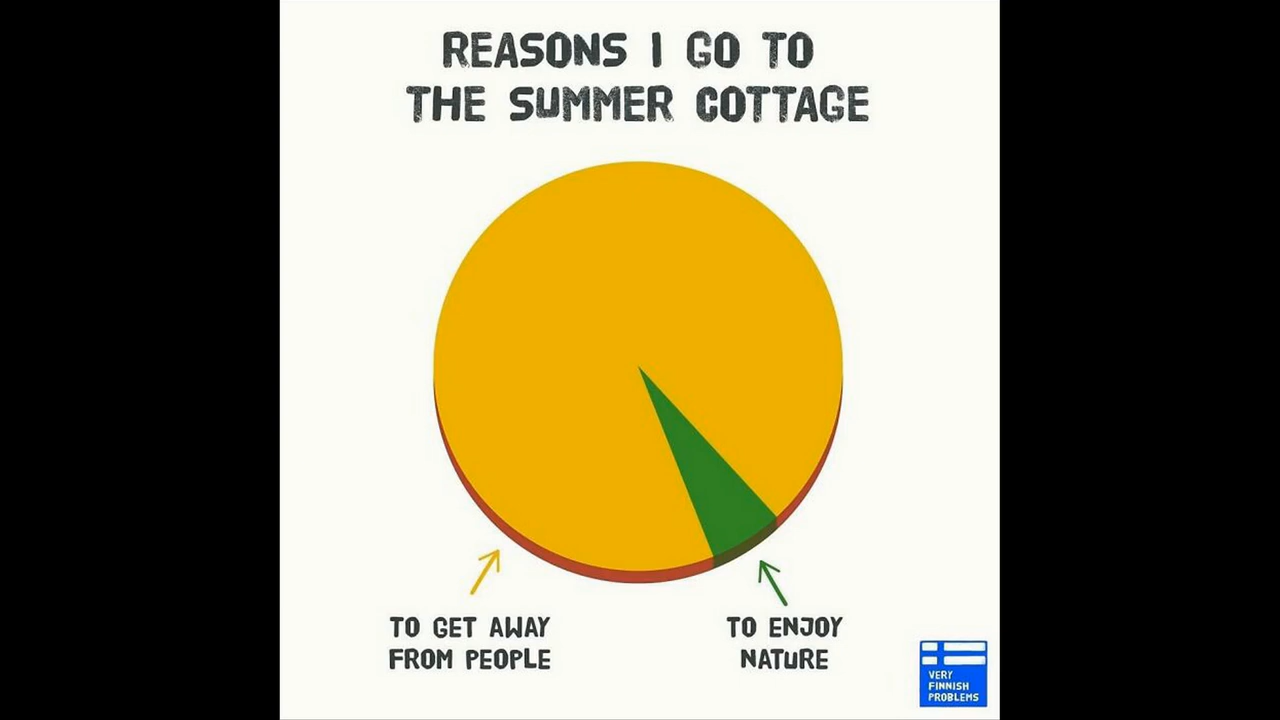 REASONS I GO TO
THE SUMMER COTTAGE
TO GET AWAY
FROM PEOPLE
TO ENJOY
NATURE
VERY
FINNISH
PROBLEMS